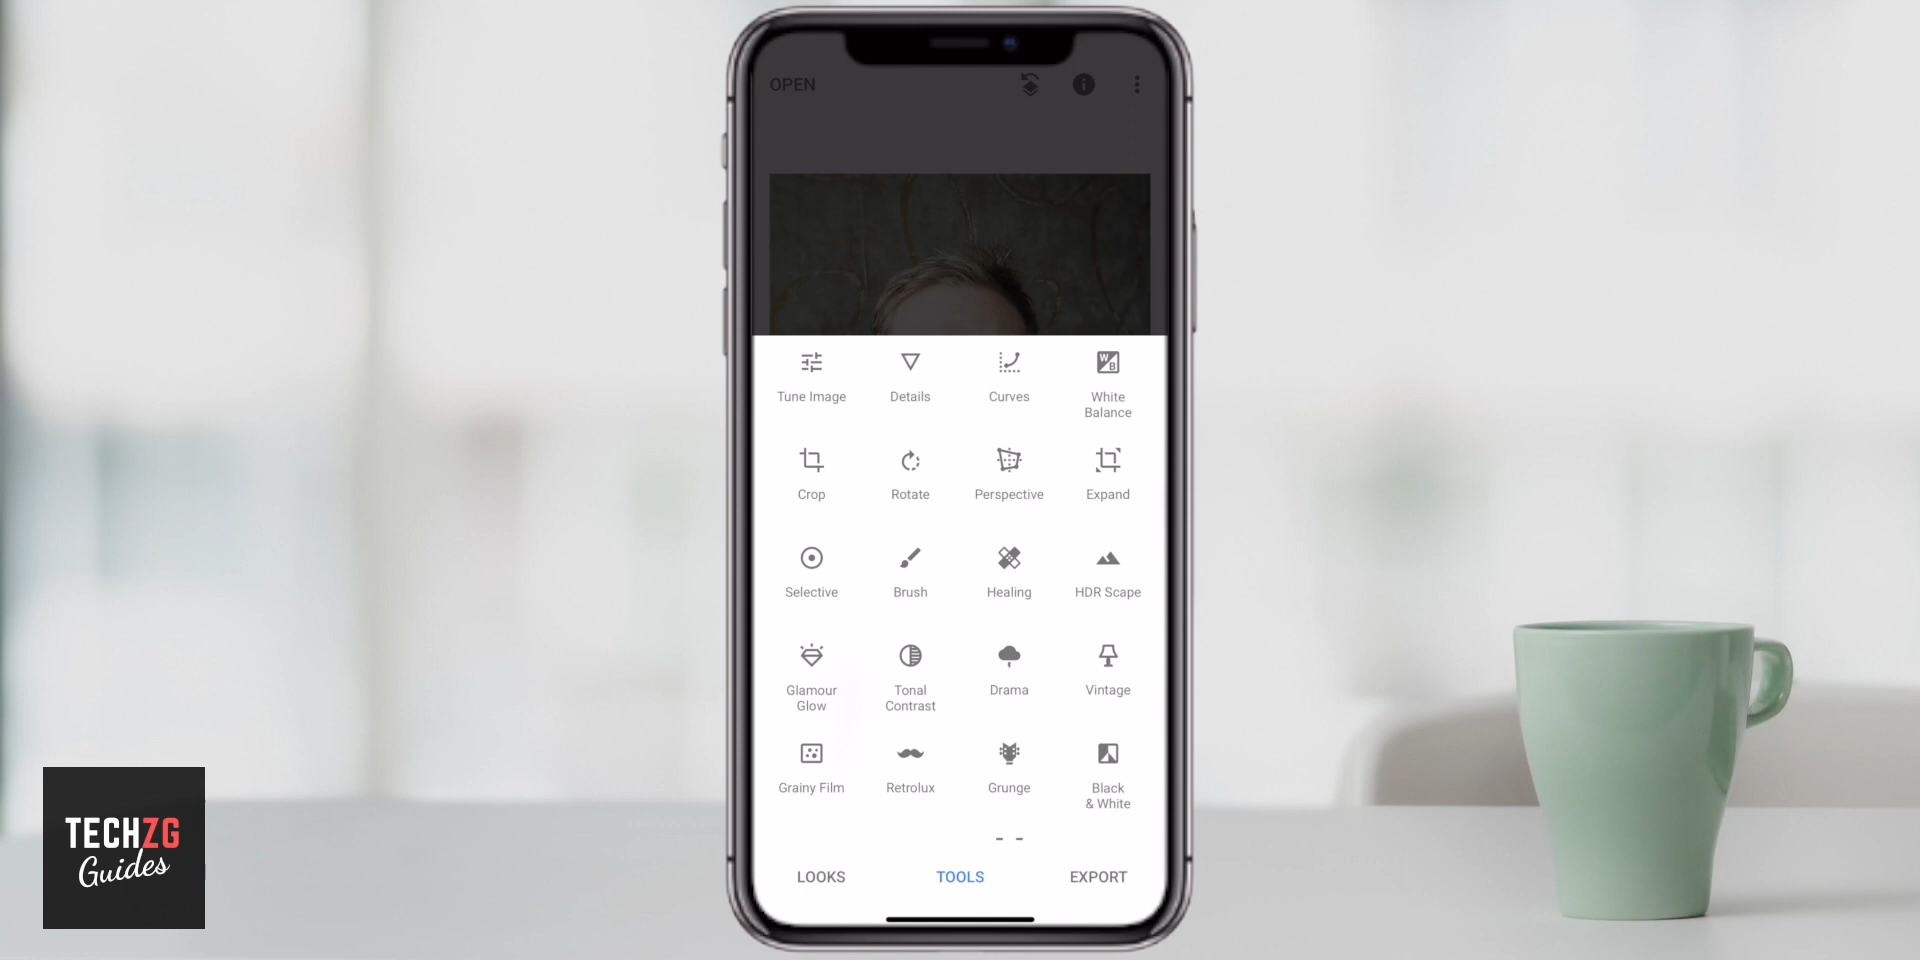 OPEN
Tune Image
Details
Curves
White
Balance
Crop
Rotate
Perspective
Expand
Selective
Brush
Healing
HDR Scape
Glamour
Glow
Tonal
Contrast
Drama
Vintage
Grainy Film
Retrolux
Grunge
Black
& White
LOOKS
TOOLS
EXPORT
TECHZG
Guides